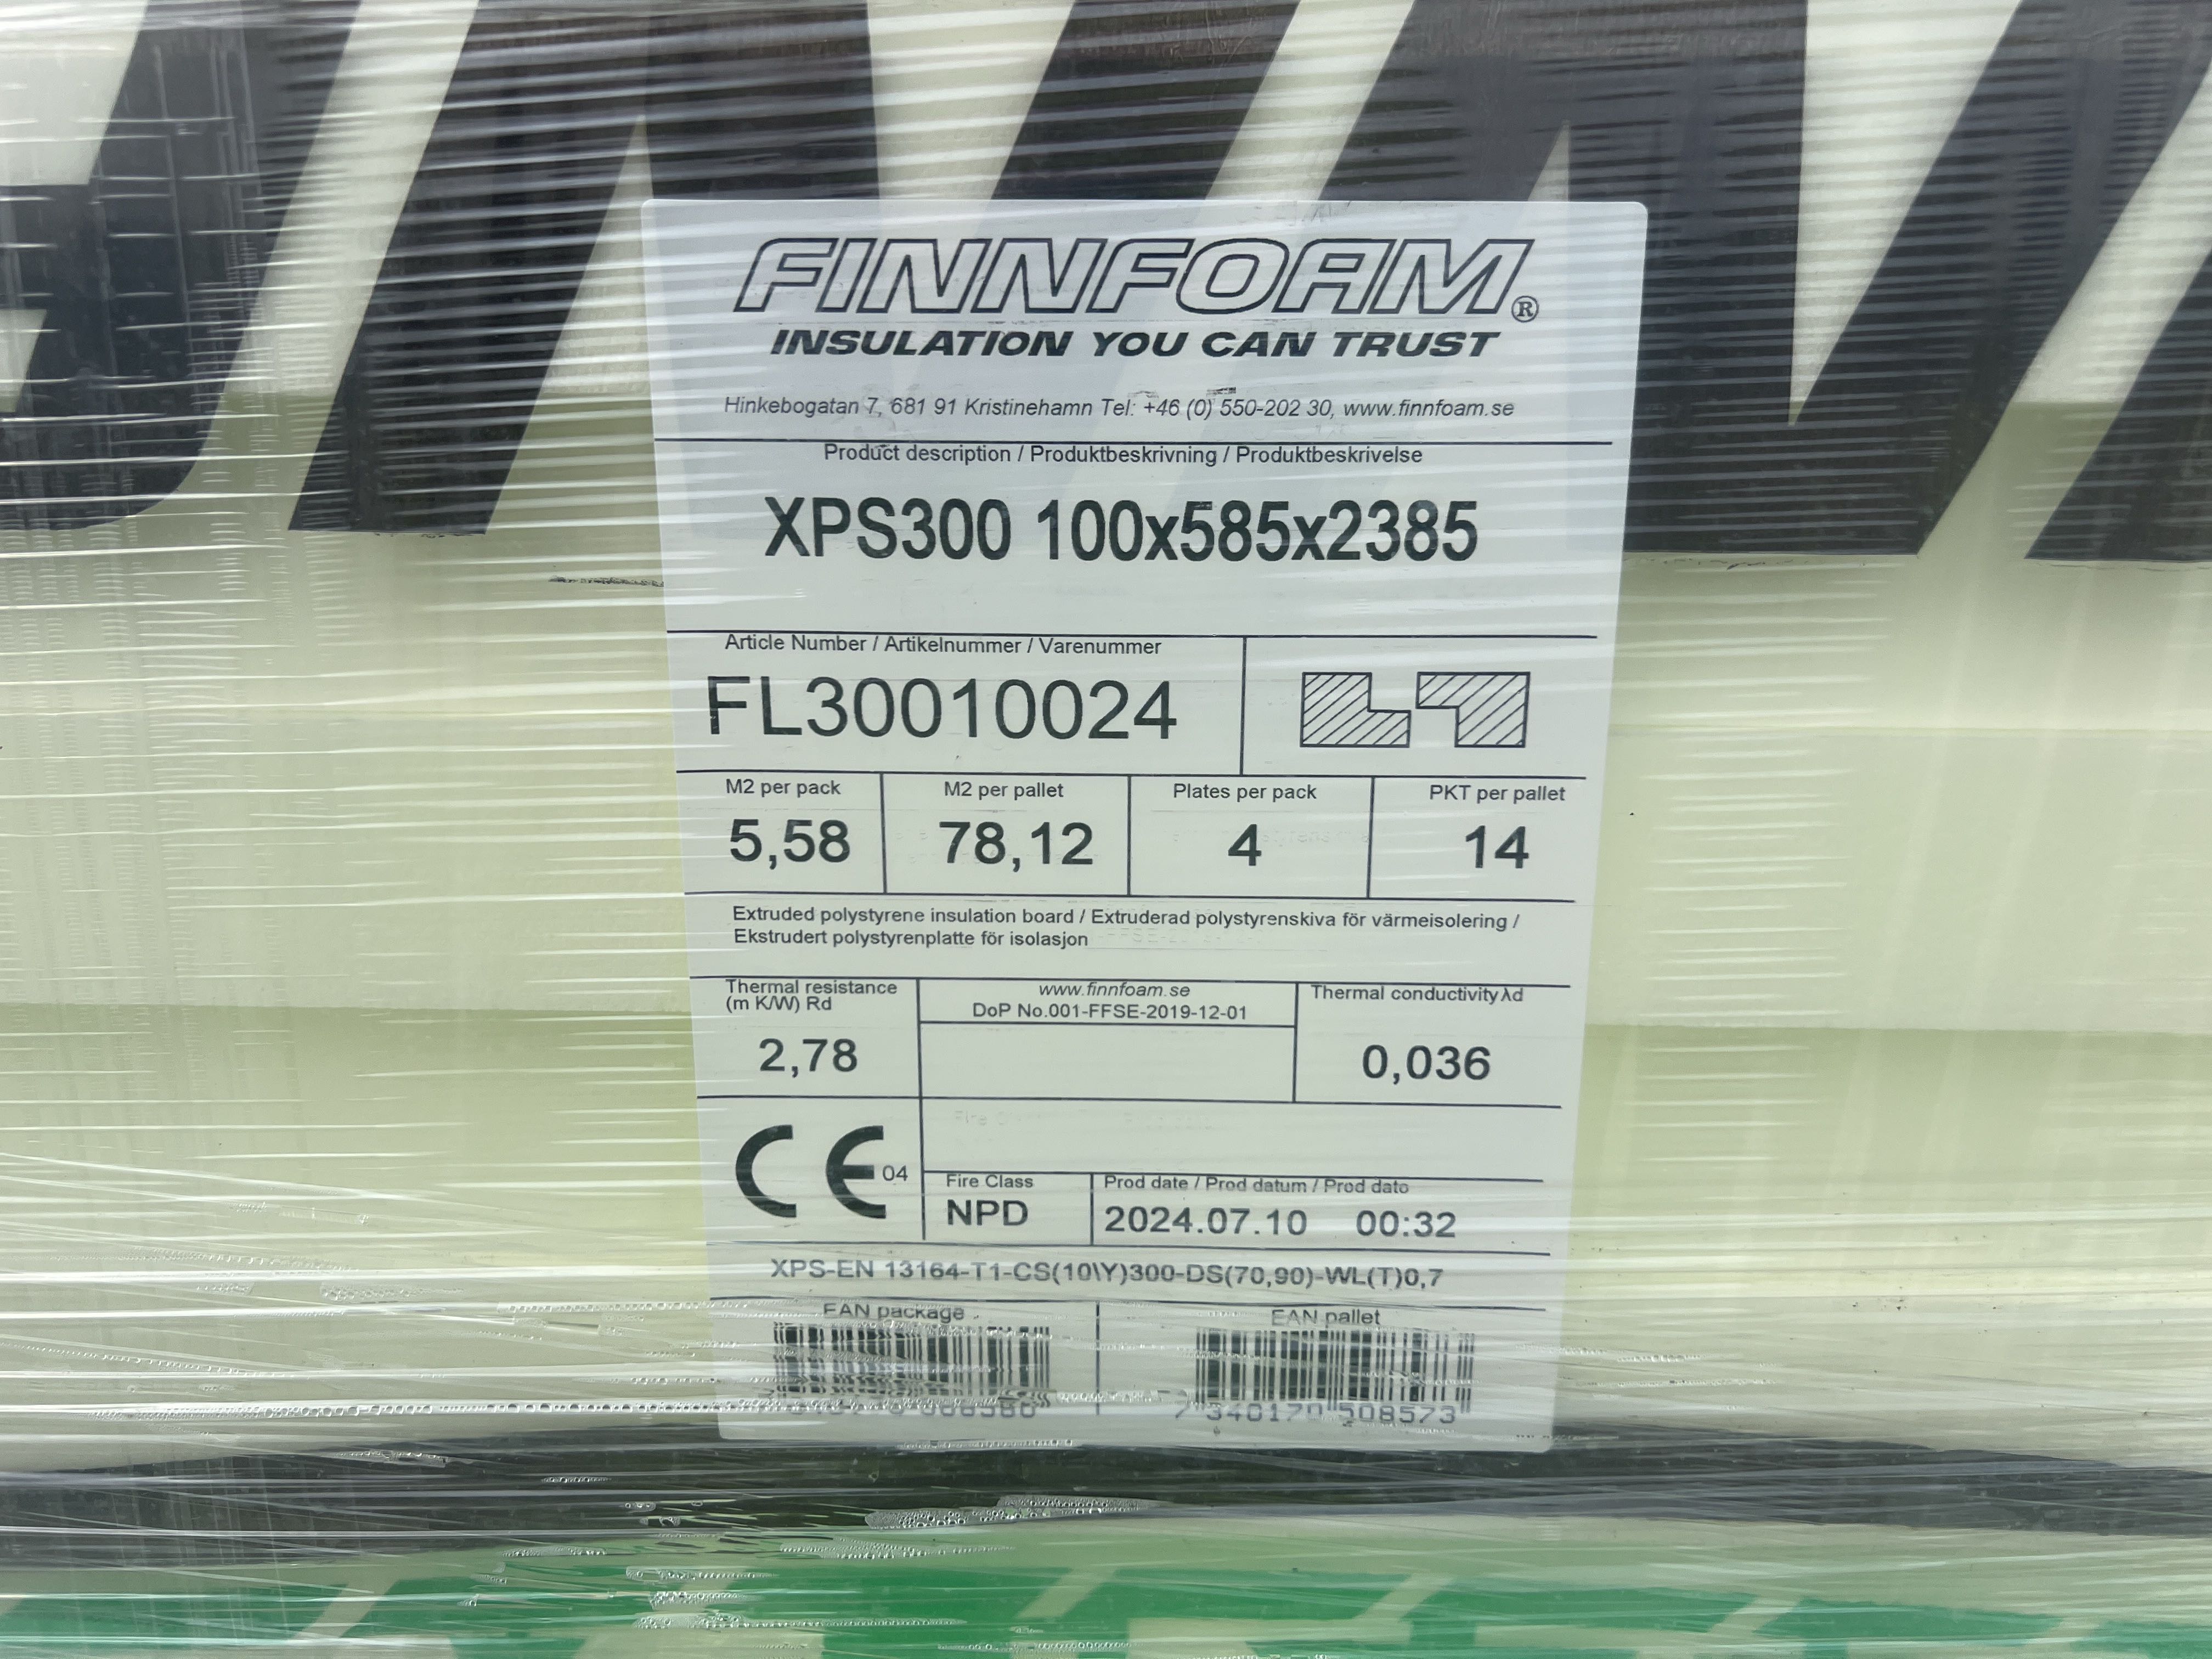 FINNFOAM®
INSULATION YOU CAN TRUST
Hinkebogatan 7, 681 91 Kristinehamn Tel: +46 (0) 550-202 30, www.finnfoam.se
Product description / Produktbeskrivning / Produktbeskrivelse
XPS300 100x585x2385
Article Number / Artikelnummer / Varenummer
FL30010024
M2 per pack
M2 per pallet
Plates per pack
PKT per pallet
5,58
78,12
4
14
Extruded polystyrene insulation board / Extruderad polystyrenskiva för värmeisolering /
Ekstrudert polystyrenplatte för isolasjon
Thermal resistance
(m K/W) Rd
2,78
www.finnfoam.se
DoP No.001-FFSE-2019-12-01
Thermal conductivity λd
0,036
CE 04
Fire Class
NPD
Prod date / Prod datum / Prod dato
2024.07.10 00:32
XPS-EN 13164-T1-CS(10\Y)300-DS(70,90)-WL(T)0,7
EAN package
EAN pallet
7 340170 508573